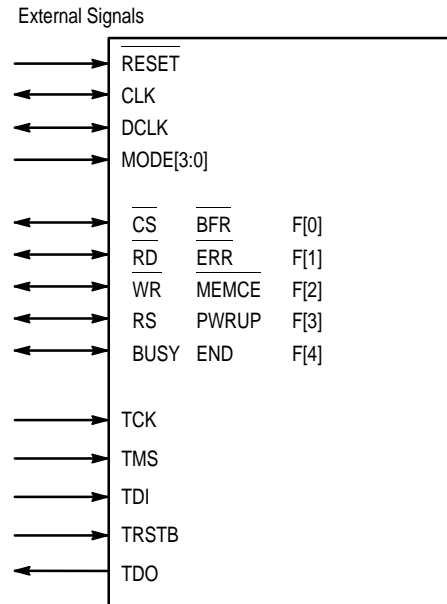 External Signals
RESET
CLK
DCLK
MODE[3:0]
CS BFR F[0]
RD ERR F[1]
WR MEMCE F[2]
RS PWRUP F[3]
BUSY END F[4]
TCK
TMS
TDI
TRSTB
TDO